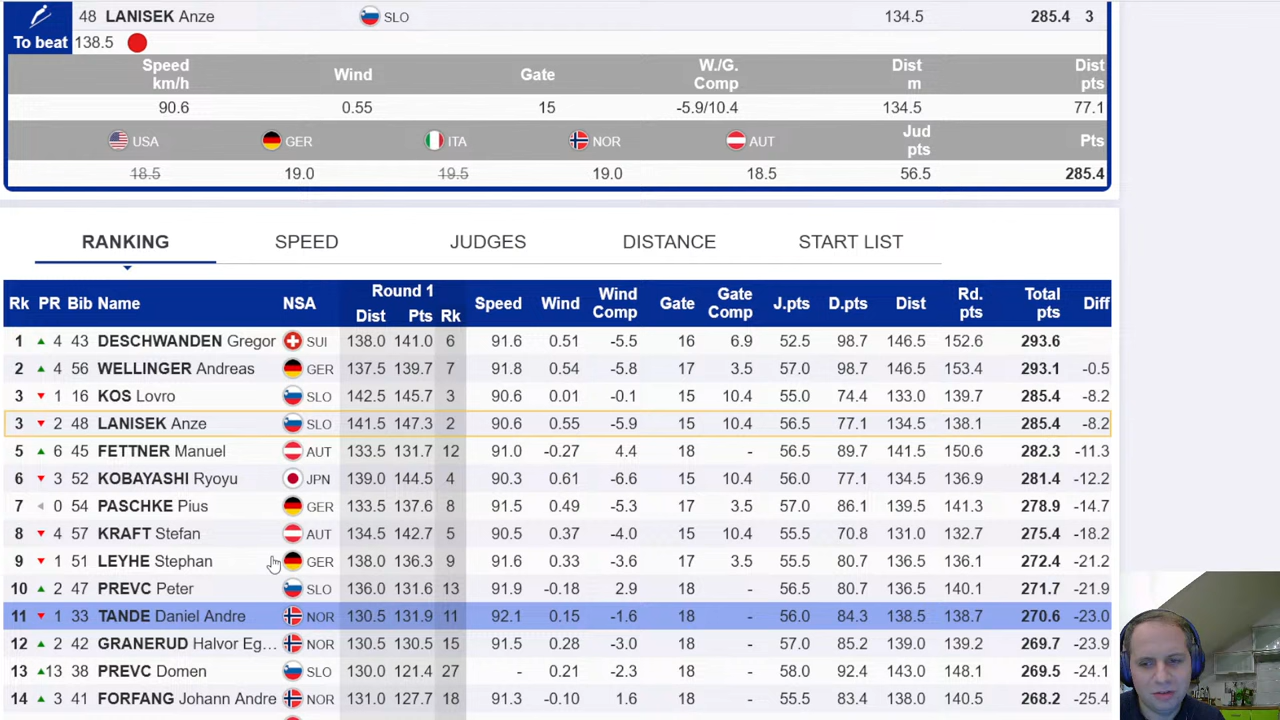 48 LANISEK Anze SLO 134.5 285.4 3
To beat 138.5
Speed km/h Wind Gate W./G. Comp Dist m Dist pts
90.6 0.55 15 -5.9/10.4 134.5 77.1
USA GER ITA NOR AUT Jud pts Pts
18.5 19.0 19.5 19.0 18.5 56.5 285.4
RANKING SPEED JUDGES DISTANCE START LIST
Rk PR Bib Name NSA Round 1 Dist Pts Rk Speed Wind Wind Comp Gate Gate Comp J.pts D.pts Dist Rd. pts Total pts Diff
1 4 43 DESCHWANDEN Gregor SUI 138.0 141.0 6 91.6 0.51 -5.5 16 6.9 52.5 98.7 146.5 152.6 293.6
2 4 56 WELLINGER Andreas GER 137.5 139.7 7 91.8 0.54 -5.8 17 3.5 57.0 98.7 146.5 153.4 293.1 -0.5
3 1 16 KOS Lovro SLO 142.5 145.7 3 90.6 0.01 -0.1 15 10.4 55.0 74.4 133.0 139.7 285.4 -8.2
3 2 48 LANISEK Anze SLO 141.5 147.3 2 90.6 0.55 -5.9 15 10.4 56.5 77.1 134.5 138.1 285.4 -8.2
5 6 45 FETTNER Manuel AUT 133.5 131.7 12 91.0 -0.27 4.4 18 - 56.5 89.7 141.5 150.6 282.3 -11.3
6 3 52 KOBAYASHI Ryoyu JPN 139.0 144.5 4 90.3 0.61 -6.6 15 10.4 56.0 77.1 134.5 136.9 281.4 -12.2
7 0 54 PASCHKE Pius GER 133.5 137.6 8 91.5 0.49 -5.3 17 3.5 57.0 86.1 139.5 141.3 278.9 -14.7
8 4 57 KRAFT Stefan AUT 134.5 142.7 5 90.5 0.37 -4.0 15 10.4 55.5 70.8 131.0 132.7 275.4 -18.2
9 1 51 LEYHE Stephan GER 138.0 136.3 9 91.6 0.33 -3.6 17 3.5 55.5 80.7 136.5 136.1 272.4 -21.2
10 2 47 PREVC Peter SLO 136.0 131.6 13 91.9 -0.18 2.9 18 - 56.5 80.7 136.5 140.1 271.7 -21.9
11 1 33 TANDE Daniel Andre NOR 130.5 131.9 11 92.1 0.15 -1.6 18 - 56.0 84.3 138.5 138.7 270.6 -23.0
12 2 42 GRANERUD Halvor Eg… NOR 130.5 130.5 15 91.5 0.28 -3.0 18 - 57.0 85.2 139.0 139.2 269.7 -23.9
13 13 38 PREVC Domen SLO 130.0 121.4 27 - 0.21 -2.3 18 - 58.0 92.4 143.0 148.1 269.5 -24.1
14 3 41 FORFANG Johann Andre NOR 131.0 127.7 18 91.3 -0.10 1.6 18 - 55.5 83.4 138.0 140.5 268.2 -25.4